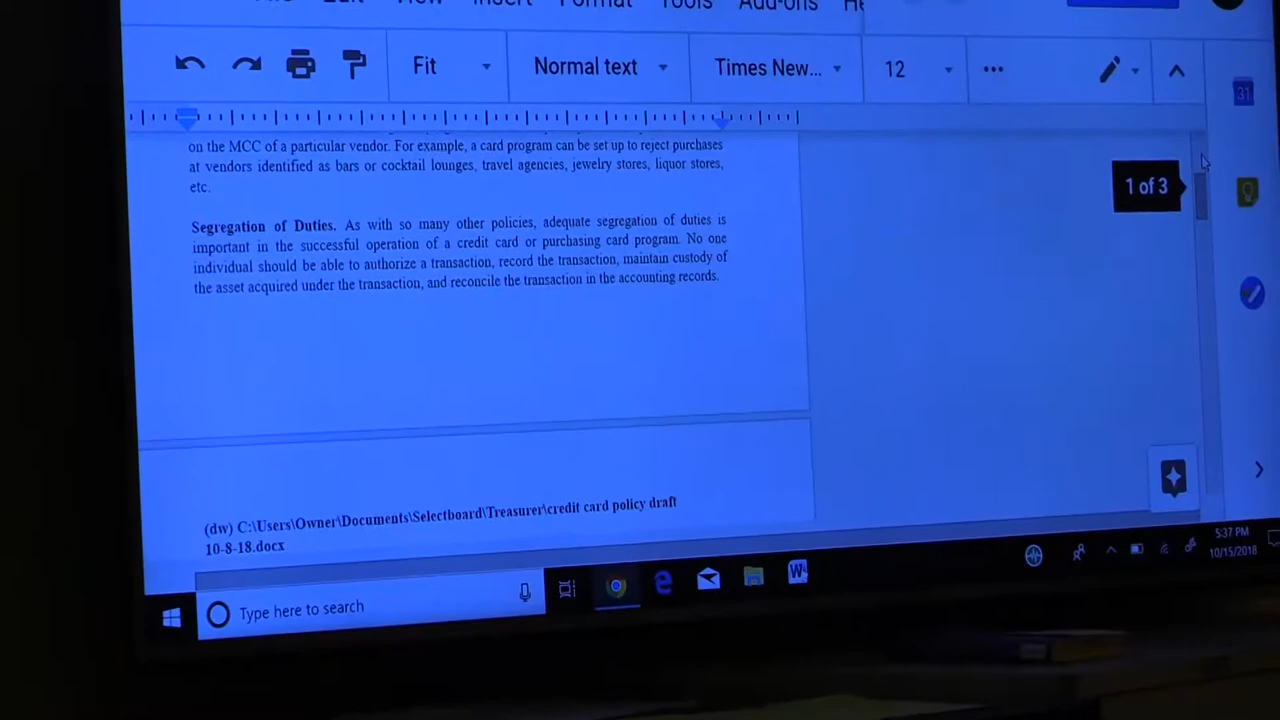 Insert Format Tools Add-ons
Fit Normal text Times New... 12 ...
31
on the MCC of a particular vendor. For example, a card program can be set up to reject purchases
at vendors identified as bars or cocktail lounges, travel agencies, jewelry stores, liquor stores,
etc.
1 of 3
Segregation of Duties. As with so many other policies, adequate segregation of duties is
important in the successful operation of a credit card or purchasing card program. No one
individual should be able to authorize a transaction, record the transaction, maintain custody of
the asset acquired under the transaction, and reconcile the transaction in the accounting records.
(dw) C:\Users\Owner\Documents\Selectboard\Treasurer\credit card policy draft
10-8-18.docx
Type here to search
5:37 PM
10/15/2018